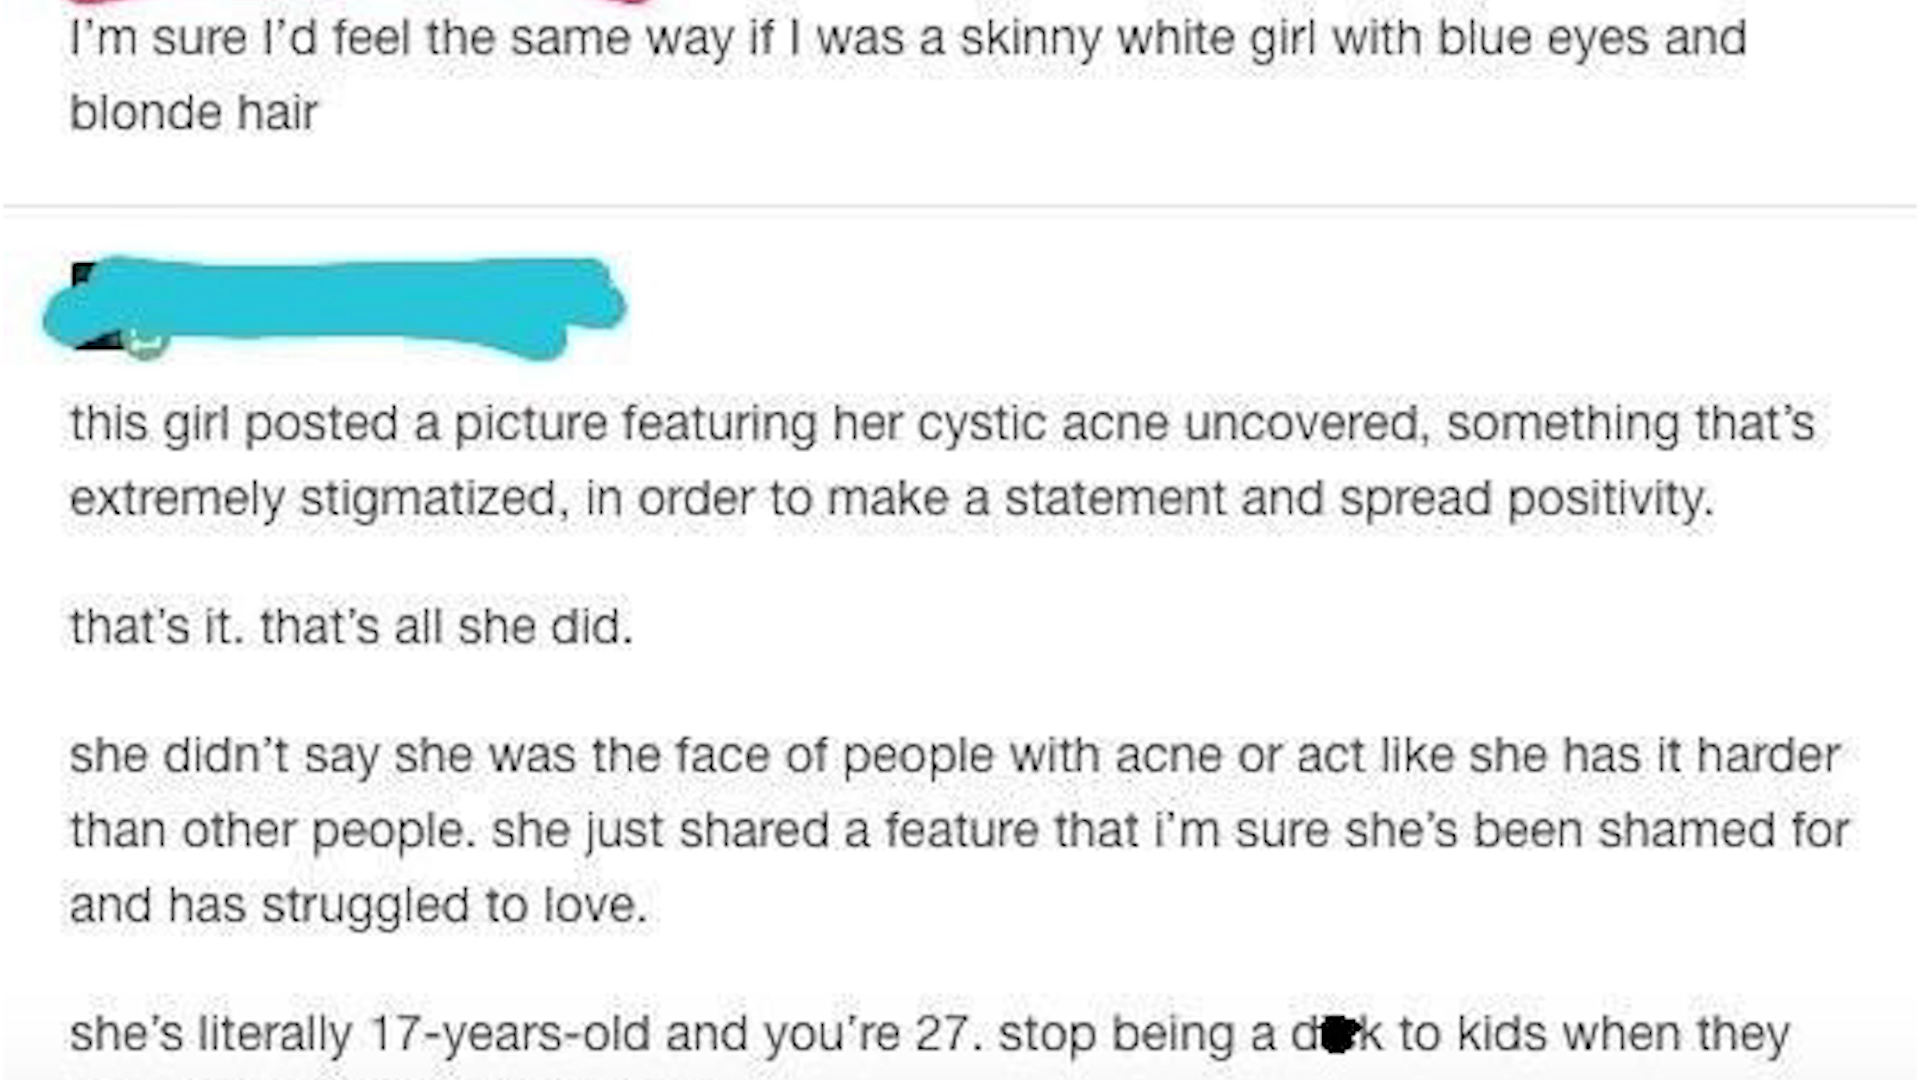 I'm sure I'd feel the same way if I was a skinny white girl with blue eyes and
blonde hair
this girl posted a picture featuring her cystic acne uncovered, something that's
extremely stigmatized, in order to make a statement and spread positivity.
that's it. that's all she did.
she didn't say she was the face of people with acne or act like she has it harder
than other people. she just shared a feature that i'm sure she's been shamed for
and has struggled to love.
she's literally 17-years-old and you're 27. stop being a d k to kids when they